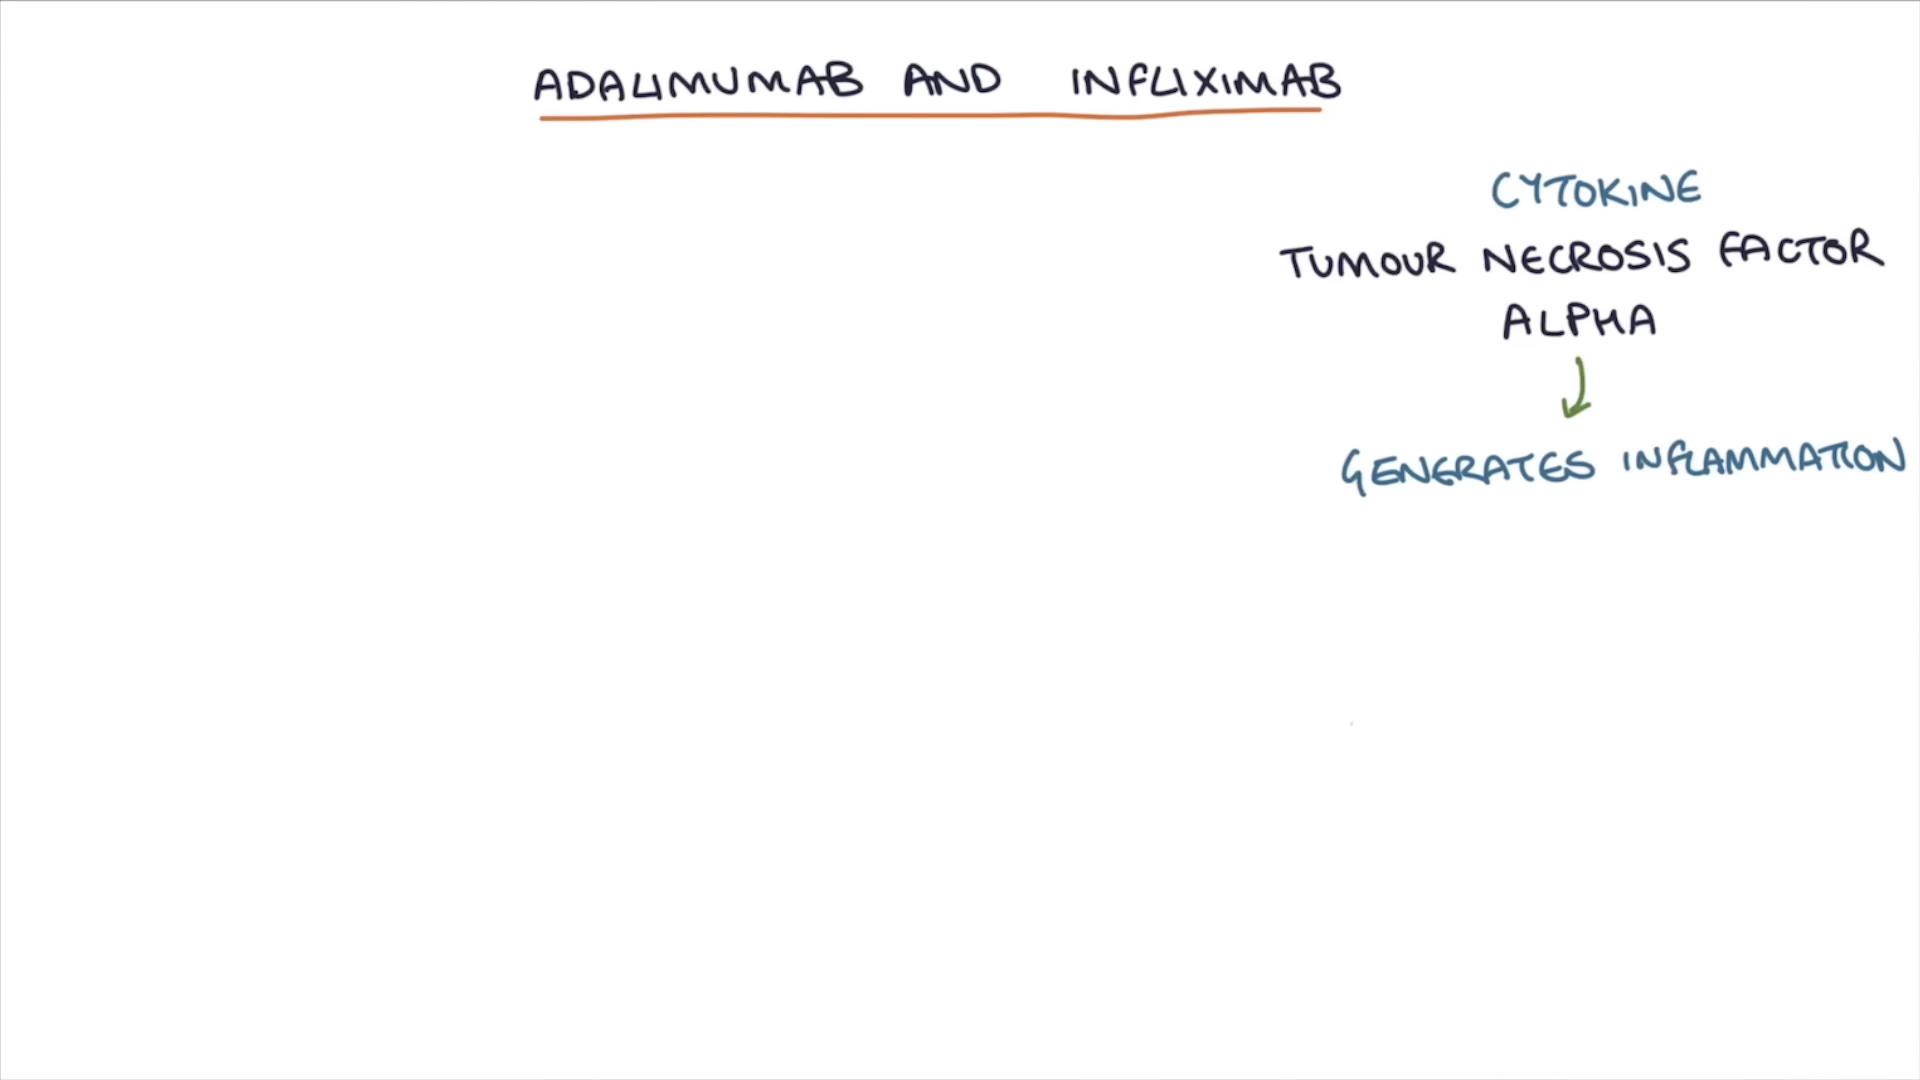 ADALIMUMAB AND INFLIXIMAB
CYTOKINE
TUMOUR NECROSIS FACTOR
ALPHA
GENERATES INFLAMMATION